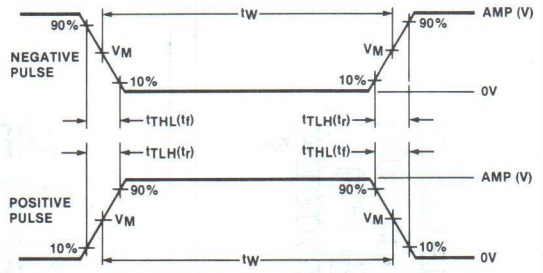 tW
AMP (V)
90%
90%
NEGATIVE
PULSE
VM
VM
10%
10%
0V
tTHL(tf)
tTLH(tr)
tTLH(tr)
tTHL(tf)
AMP (V)
90%
90%
POSITIVE
PULSE
VM
VM
10%
10%
tW
0V